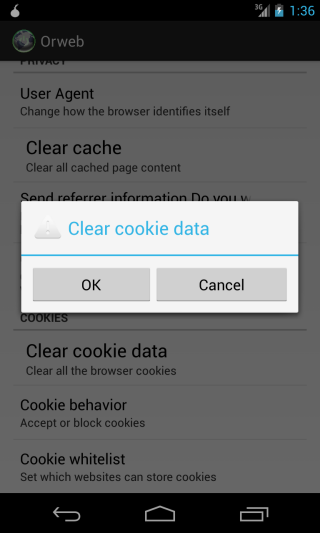 3G 1:36
Orweb
PRIVACY
User Agent
Change how the browser identifies itself
Clear cache
Clear all cached page content
Send referrer information Do you w
Clear cookie data
OK Cancel
COOKIES
Clear cookie data
Clear all the browser cookies
Cookie behavior
Accept or block cookies
Cookie whitelist
Set which websites can store cookies